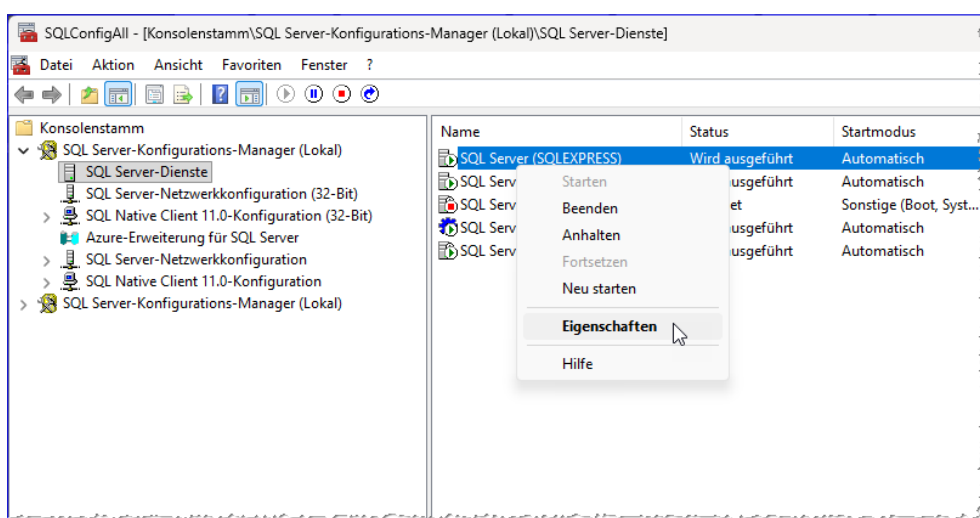 SQLConfigAll - [Konsolenstamm\SQL Server-Konfigurations-Manager (Lokal)\SQL Server-Dienste]
Datei Aktion Ansicht Favoriten Fenster ?
Konsolenstamm
SQL Server-Konfigurations-Manager (Lokal)
SQL Server-Dienste
SQL Server-Netzwerkkonfiguration (32-Bit)
SQL Native Client 11.0-Konfiguration (32-Bit)
Azure-Erweiterung für SQL Server
SQL Server-Netzwerkkonfiguration
SQL Native Client 11.0-Konfiguration
SQL Server-Konfigurations-Manager (Lokal)
Name Status Startmodus
SQL Server (SQLEXPRESS) Wird ausgeführt Automatisch
SQL Serv ausgeführt Automatisch
SQL Serv et Sonstige (Boot, Syst...
SQL Serv ausgeführt Automatisch
SQL Serv ausgeführt Automatisch
Starten
Beenden
Anhalten
Fortsetzen
Neu starten
Eigenschaften
Hilfe